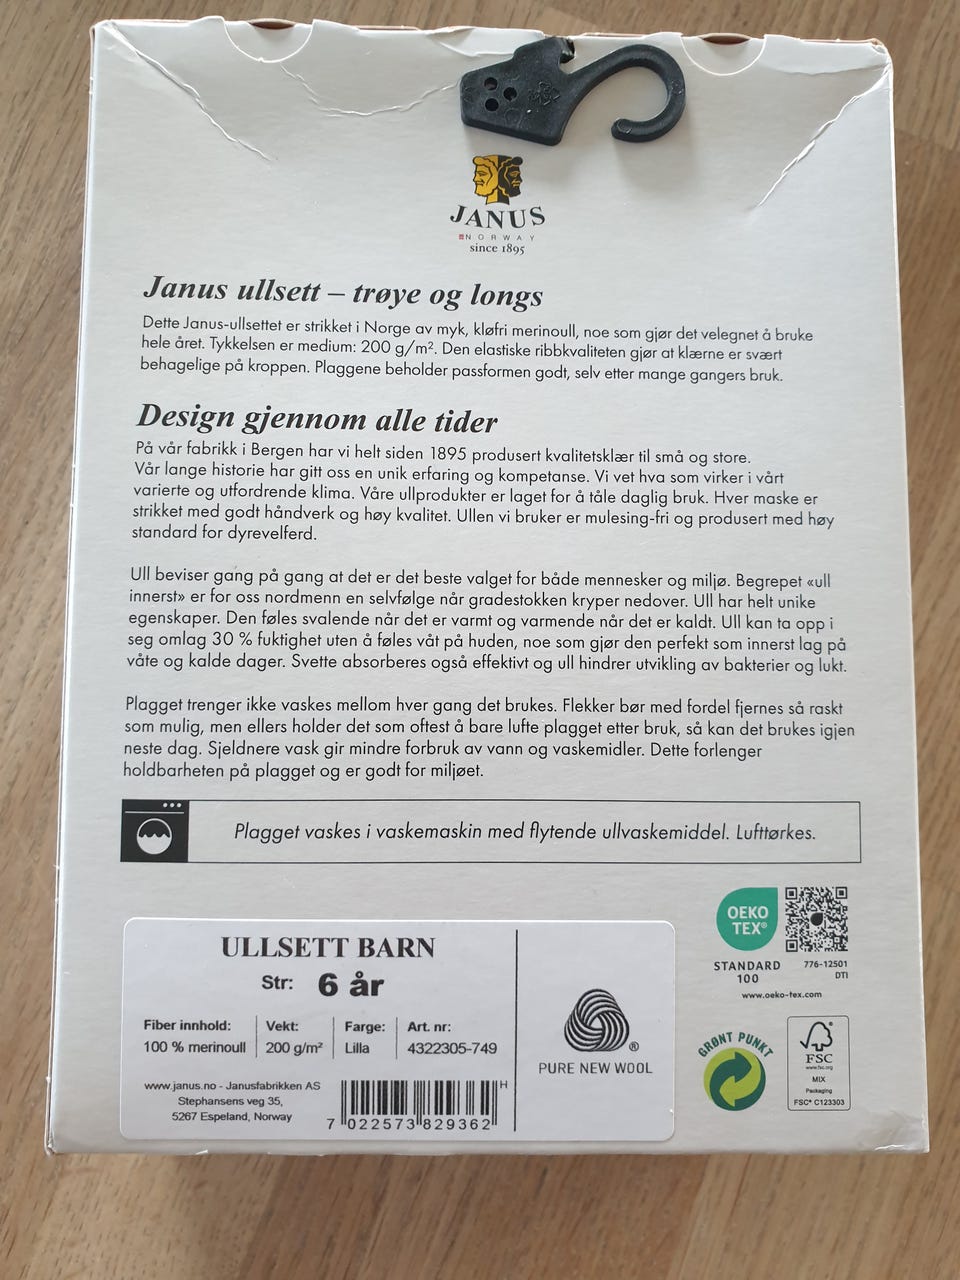 JANUS
NORWAY
since 1895
Janus ullsett – trøye og longs
Dette Janus-ullsettet er strikket i Norge av myk, kløfri merinoull, noe som gjør det velegnet å bruke
hele året. Tykkelsen er medium: 200 g/m². Den elastiske ribbkvaliteten gjør at klærne er svært
behagelige på kroppen. Plaggene beholder passformen godt, selv etter mange gangers bruk.
Design gjennom alle tider
På vår fabrikk i Bergen har vi helt siden 1895 produsert kvalitetsklær til små og store.
Vår lange historie har gitt oss en unik erfaring og kompetanse. Vi vet hva som virker i vårt
varierte og utfordrende klima. Våre ullprodukter er laget for å tåle daglig bruk. Hver maske er
strikket med godt håndverk og høy kvalitet. Ullen vi bruker er mulesing-fri og produsert med høy
standard for dyrevelferd.
Ull beviser gang på gang at det er det beste valget for både mennesker og miljø. Begrepet «ull
innerst» er for oss nordmenn en selvfølge når gradestokken kryper nedover. Ull har helt unike
egenskaper. Den føles svalende når det er varmt og varmende når det er kaldt. Ull kan ta opp i
seg omlag 30 % fuktighet uten å føles våt på huden, noe som gjør den perfekt som innerst lag på
våte og kalde dager. Svette absorberes også effektivt og ull hindrer utvikling av bakterier og lukt.
Plagget trenger ikke vaskes mellom hver gang det brukes. Flekker bør med fordel fjernes så raskt
som mulig, men ellers holder det som oftest å bare lufte plagget etter bruk, så kan det brukes igjen
neste dag. Sjeldnere vask gir mindre forbruk av vann og vaskemidler. Dette forlenger
holdbarheten på plagget og er godt for miljøet.
Plagget vaskes i vaskemaskin med flytende ullvaskemiddel. Lufttørkes.
ULLSETT BARN
Str: 6 år
Fiber innhold: Vekt: Farge: Art. nr:
100 % merinoull 200 g/m² Lilla 4322305-749
www.janus.no - Janusfabrikken AS
Stephansens veg 35,
5267 Espeland, Norway
H
7 022573 829362
®
PURE NEW WOOL
OEKO
TEX®
STANDARD
100
776-12501
DTI
www.oeko-tex.com
GRØNT PUNKT
FSC
www.fsc.org
MIX
Packaging
FSC® C123303